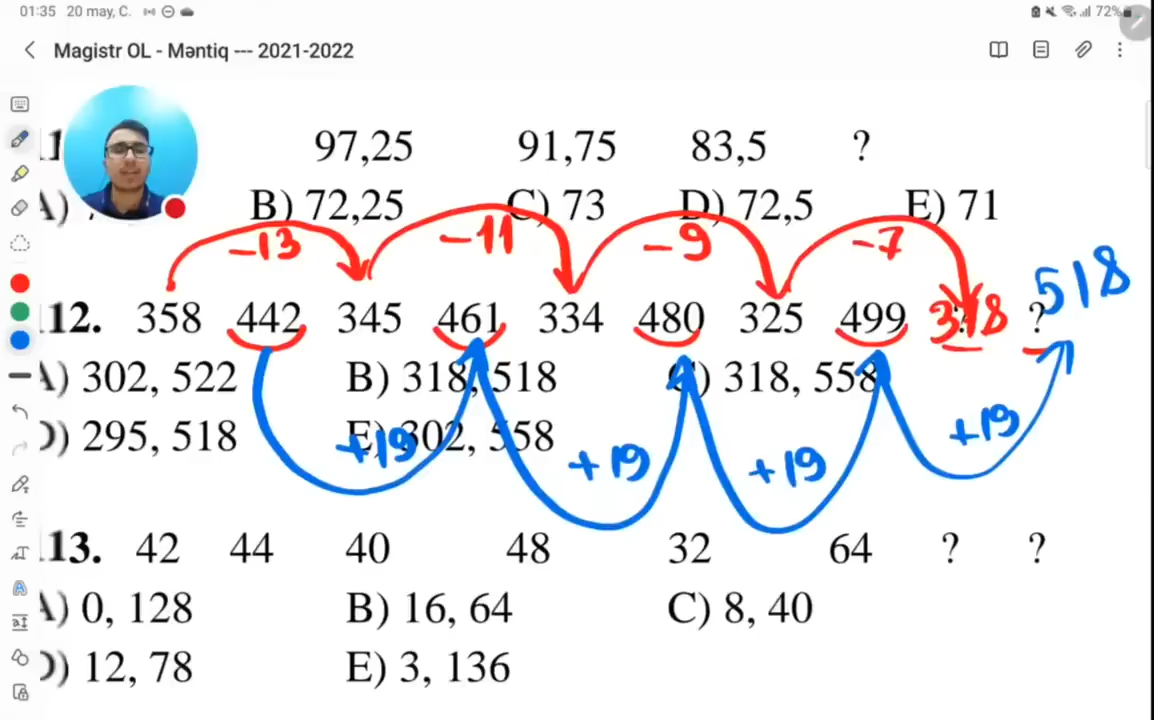 01:35 20 may, C. 72%
Magistr OL - Məntiq --- 2021-2022
97,25 91,75 83,5 ?
B) 72,25 C) 73 D) 72,5 E) 71
-13 -11 -9 -7
518
12. 358 442 345 461 334 480 325 499 318 ?
A) 302, 522 B) 318, 518 C) 318, 558
D) 295, 518 E) 302, 558
+19 +19 +19 +19
13. 42 44 40 48 32 64 ? ?
A) 0, 128 B) 16, 64 C) 8, 40
D) 12, 78 E) 3, 136